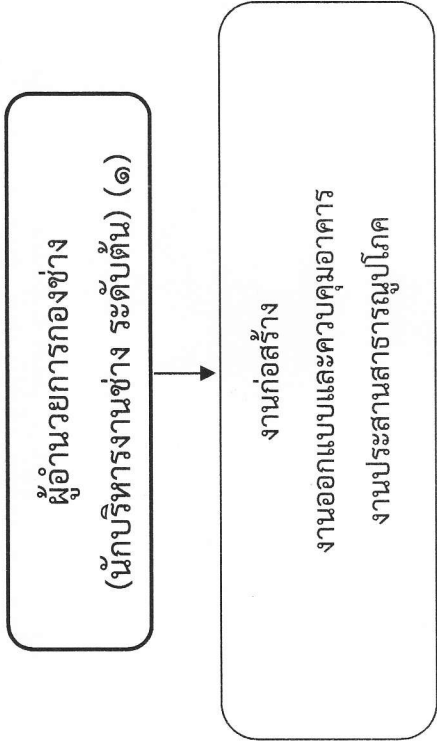 ผู้อำนวยการกองช่าง
(นักบริหารงานช่าง ระดับต้น) (๑)
งานก่อสร้าง
งานออกแบบและควบคุมอาคาร
งานประสานสาธารณูปโภค